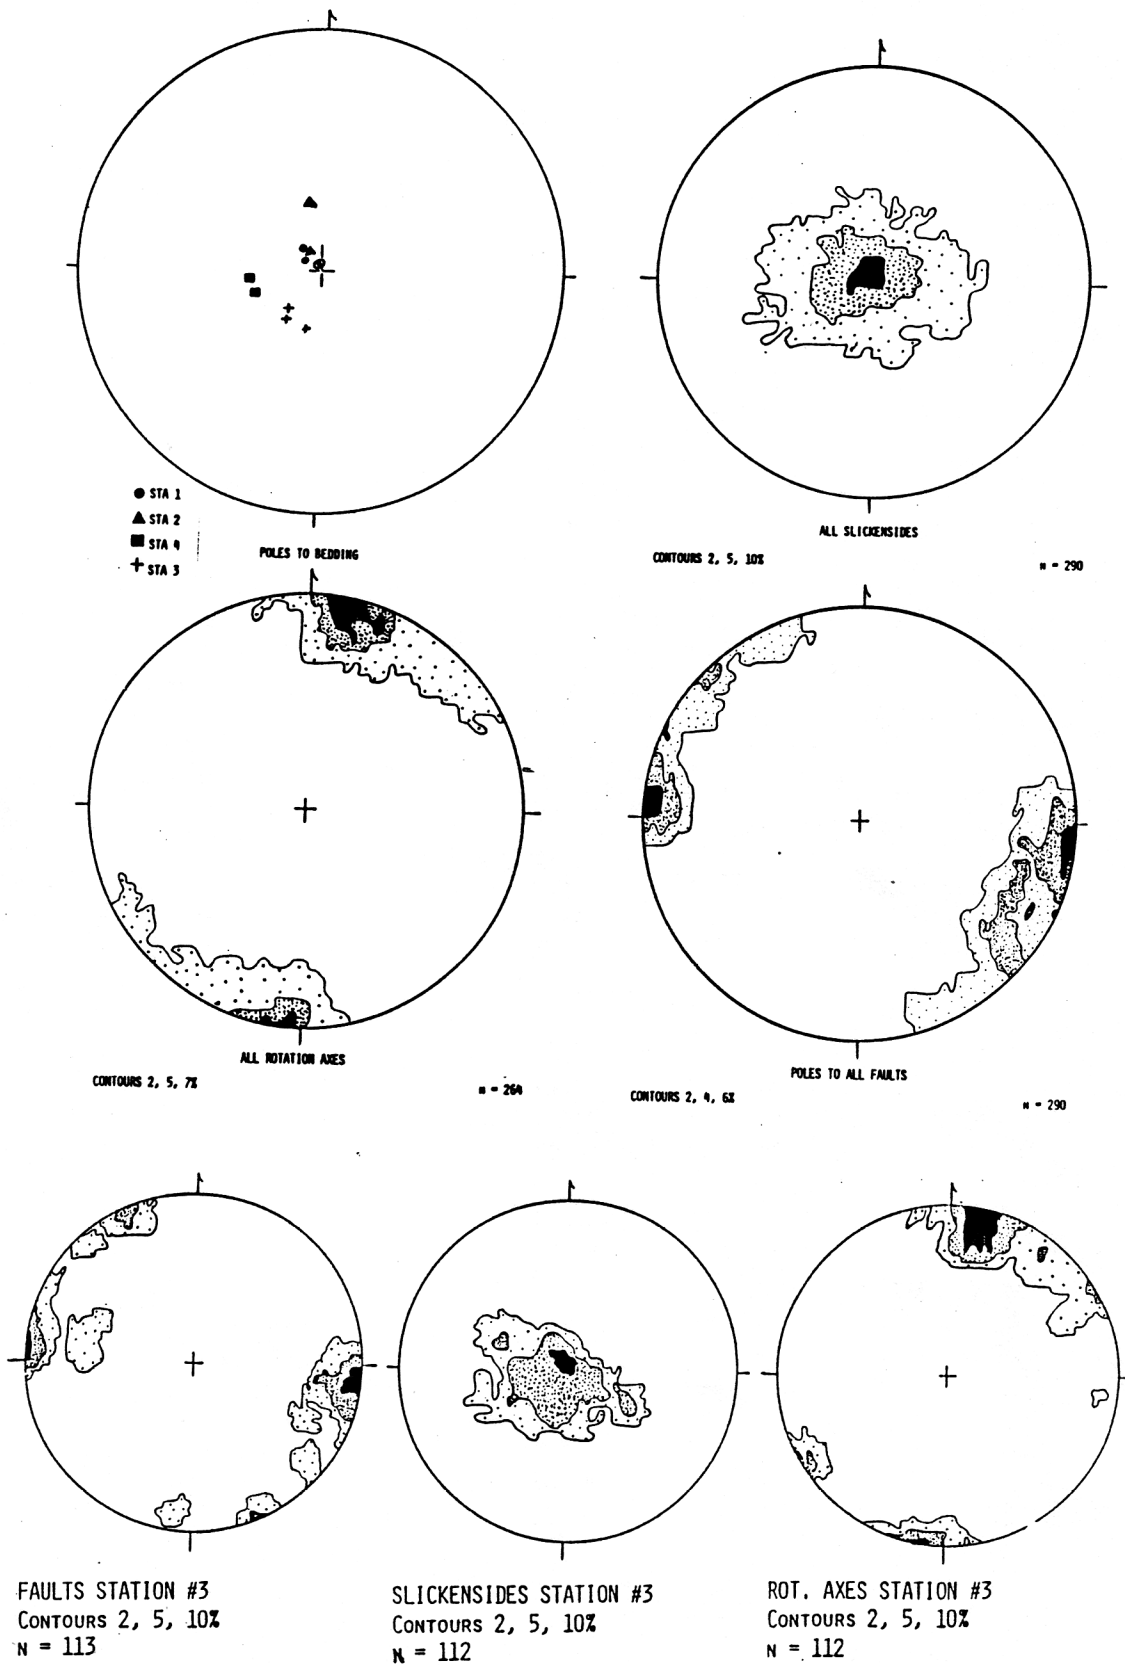 STA 1
STA 2
STA 4
STA 3
POLES TO BEDDING
ALL SLICKENSIDES
CONTOURS 2, 5, 10%
N = 290
ALL ROTATION AXES
CONTOURS 2, 5, 7%
N = 264
POLES TO ALL FAULTS
CONTOURS 2, 4, 6%
N = 290
FAULTS STATION #3
CONTOURS 2, 5, 10%
N = 113
SLICKENSIDES STATION #3
CONTOURS 2, 5, 10%
N = 112
ROT. AXES STATION #3
CONTOURS 2, 5, 10%
N = 112